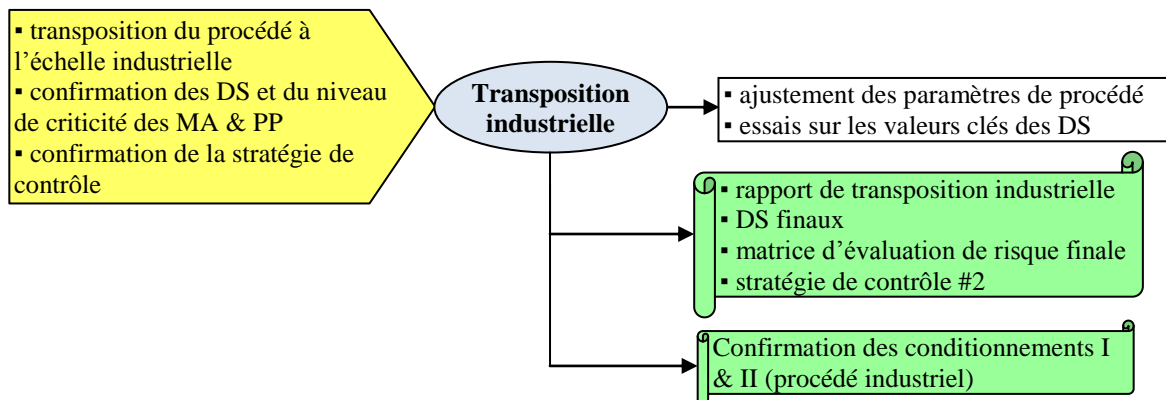 ▪ transposition du procédé à
l’échelle industrielle
▪ confirmation des DS et du niveau
de criticité des MA & PP
▪ confirmation de la stratégie de
contrôle
Transposition
industrielle
▪ ajustement des paramètres de procédé
▪ essais sur les valeurs clés des DS
▪ rapport de transposition industrielle
▪ DS finaux
▪ matrice d’évaluation de risque finale
▪ stratégie de contrôle #2
Confirmation des conditionnements I
& II (procédé industriel)